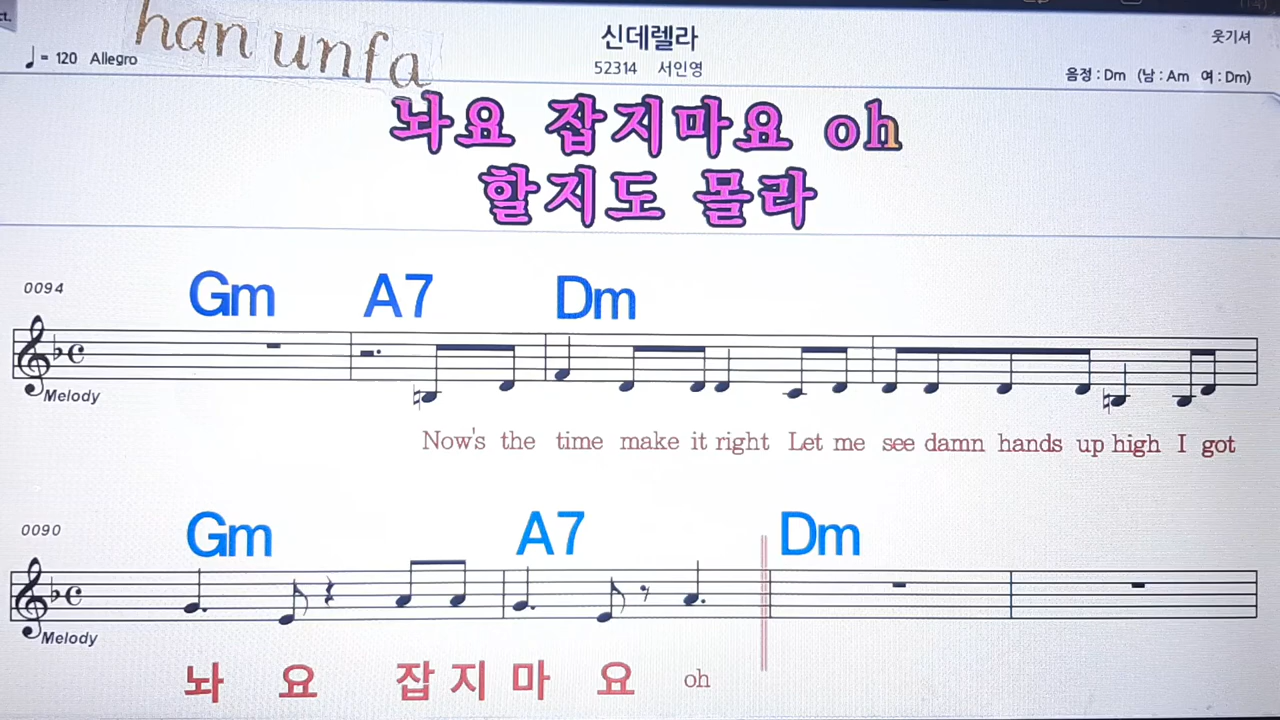 ct.
han unfa
신데렐라
웃기셔
♩= 120 Allegro
52314 서인영
음정 : Dm (남 : Am 여 : Dm)
놔요 잡지마요 oh
할지도 몰라
0094
Gm A7 Dm
Melody
Now's the time make it right Let me see damn hands up high I got
0090
Gm A7 Dm
Melody
놔 요 잡 지 마 요 oh